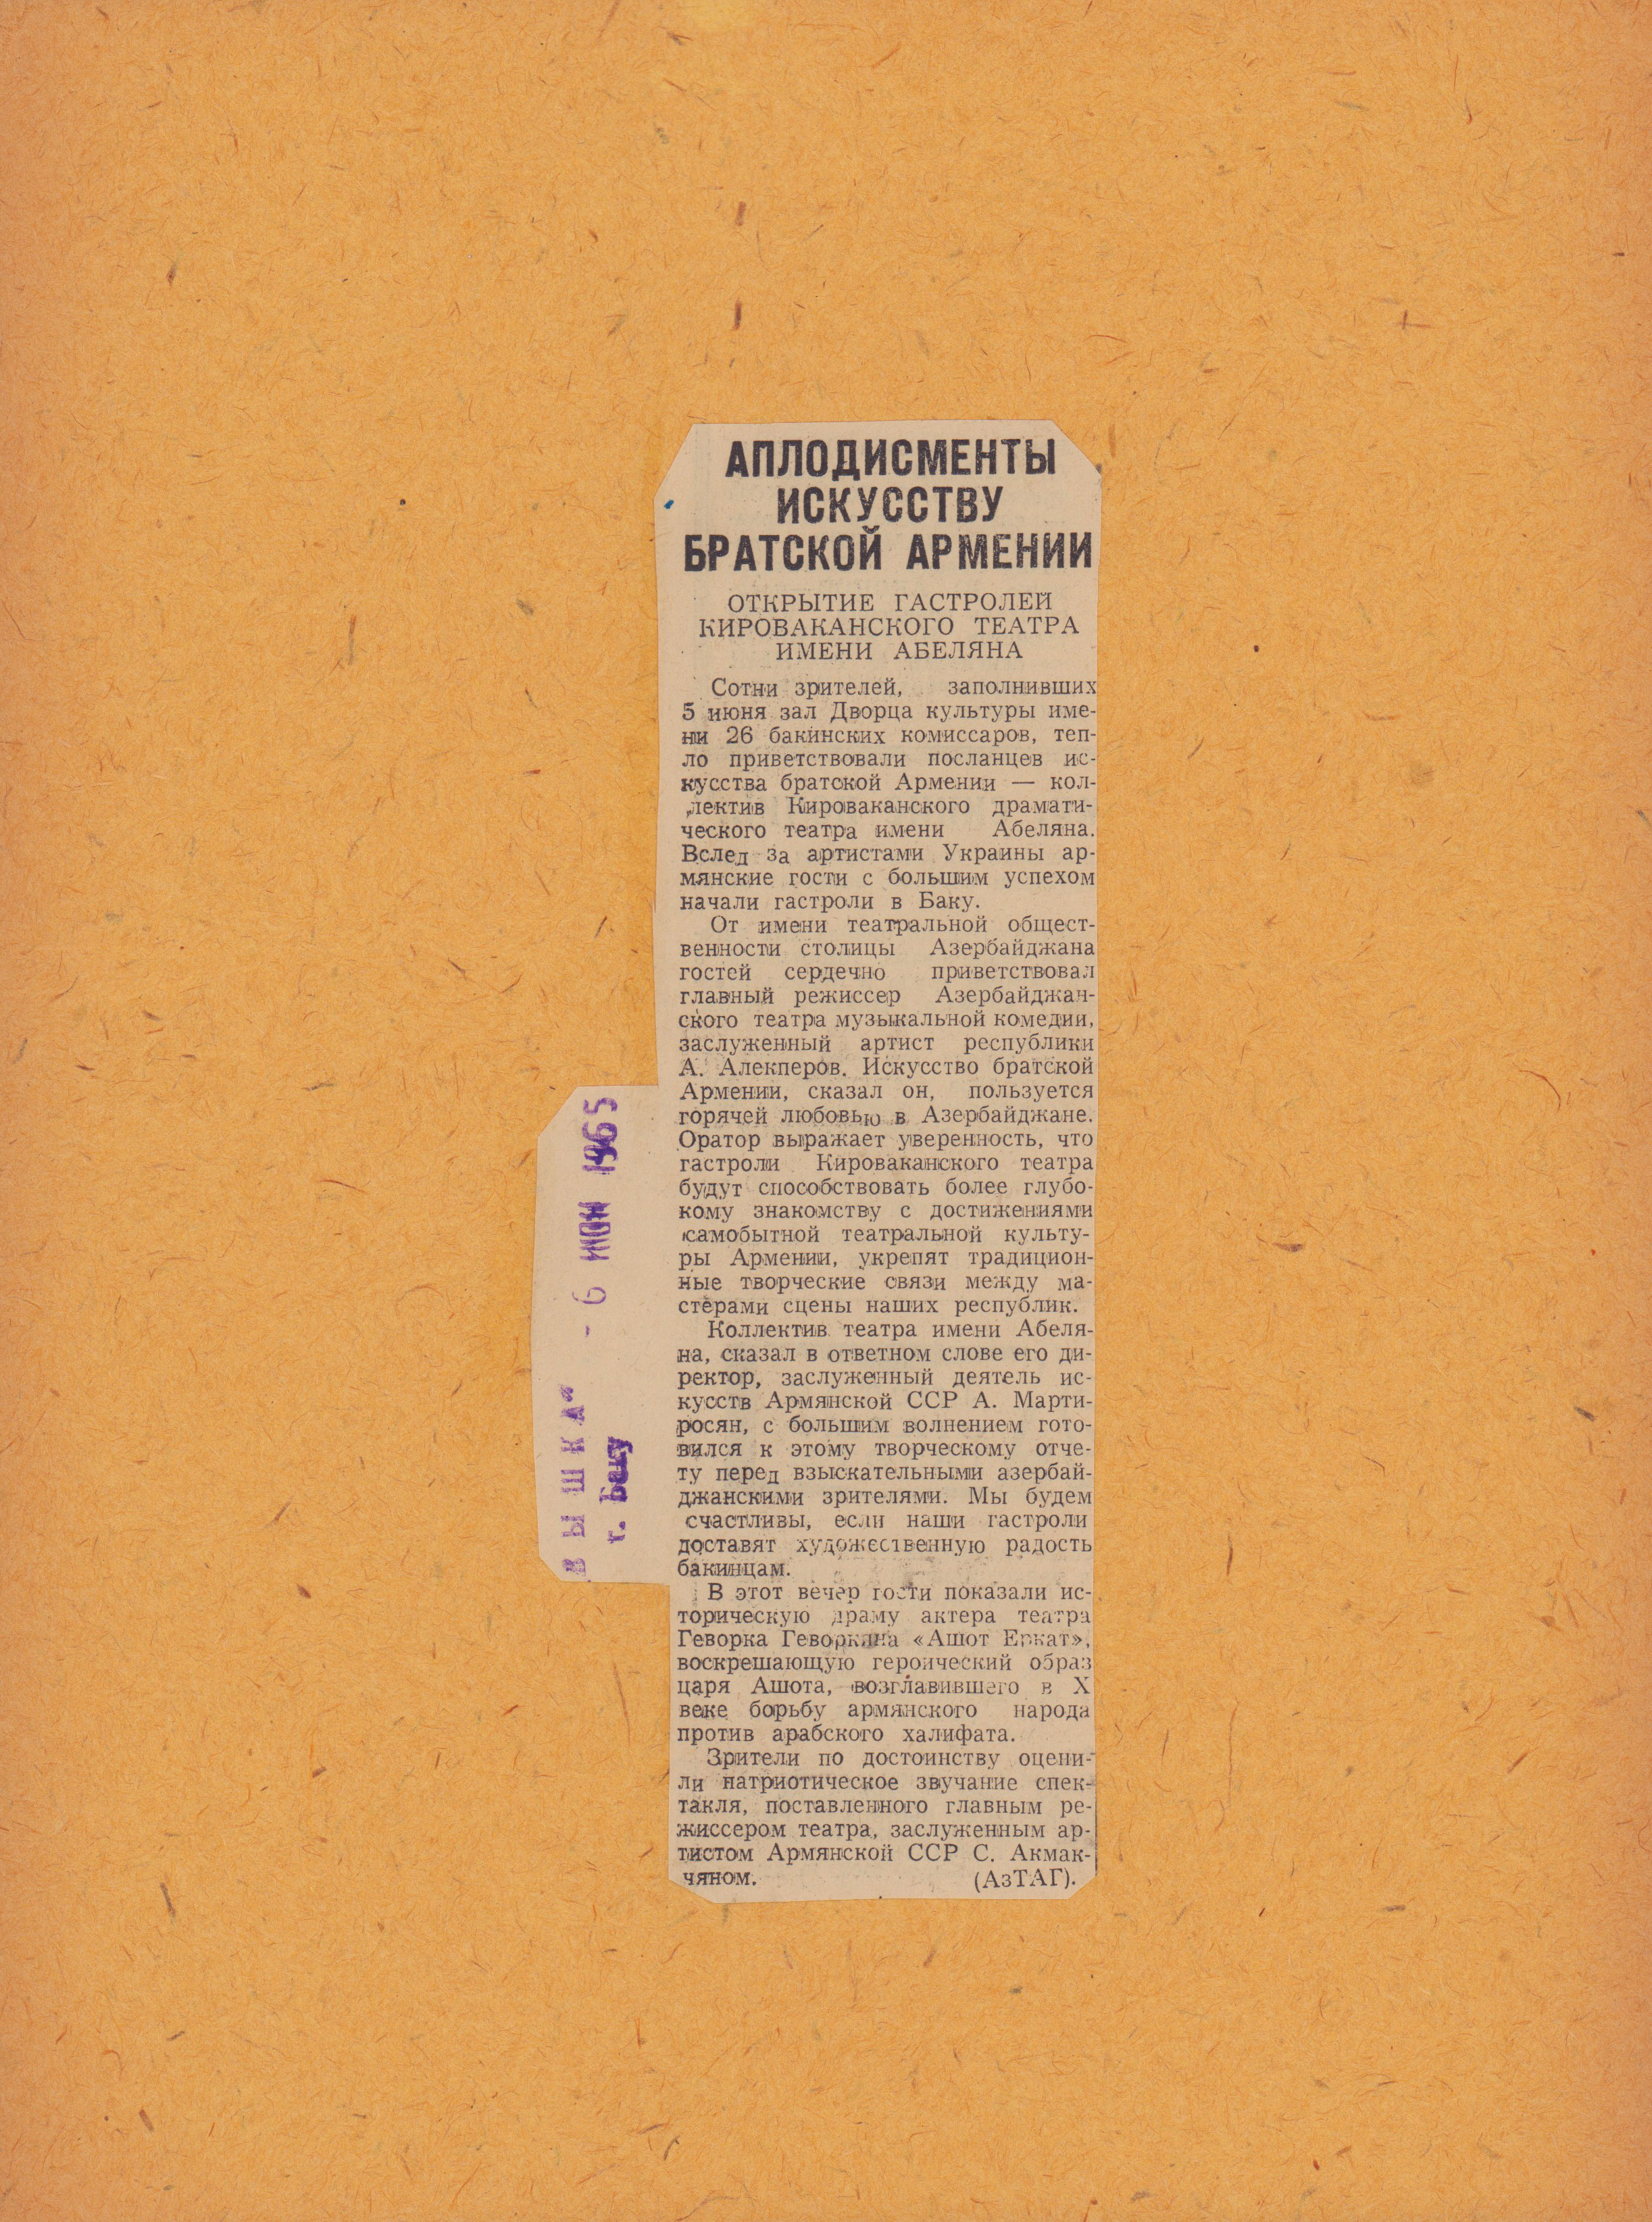 АПЛОДИСМЕНТЫ
ИСКУССТВУ
БРАТСКОЙ АРМЕНИИ
ОТКРЫТИЕ ГАСТРОЛЕЙ
КИРОВАКАНСКОГО ТЕАТРА
ИМЕНИ АБЕЛЯНА
Сотни зрителей, заполнивших
5 июня зал Дворца культуры име-
ни 26 бакинских комиссаров, теп-
ло приветствовали посланцев ис-
кусства братской Армении — кол-
лектив Кироваканского драмати-
ческого театра имени Абеляна.
Вслед за артистами Украины ар-
мянские гости с большим успехом
начали гастроли в Баку.
От имени театральной общест-
венности столицы Азербайджана
гостей сердечно приветствовал
главный режиссер Азербайджан-
ского театра музыкальной комедии,
заслуженный артист республики
А. Алекперов. Искусство братской
Армении, сказал он, пользуется
горячей любовью в Азербайджане.
Оратор выражает уверенность, что
гастроли Кироваканского театра
будут способствовать более глубо-
кому знакомству с достижениями
самобытной театральной культу-
ры Армении, укрепят традицион-
ные творческие связи между ма-
стерами сцены наших республик.
Коллектив театра имени Абеля-
на, сказал в ответном слове его ди-
ректор, заслуженный деятель ис-
кусств Армянской ССР А. Марти-
росян, с большим волнением гото-
вился к этому творческому отче-
ту перед взыскательными азербай-
джанскими зрителями. Мы будем
счастливы, если наши гастроли
доставят художественную радость
бакинцам.
В этот вечер гости показали ис-
торическую драму актера театра
Геворка Геворкяна «Ашот Еркат»,
воскрешающую героический образ
царя Ашота, возглавившего в X
веке борьбу армянского народа
против арабского халифата.
Зрители по достоинству оцени-
ли патриотическое звучание спек-
такля, поставленного главным ре-
жиссером театра, заслуженным ар-
тистом Армянской ССР С. Акмак-
чяном. (АзТАГ).
ВЫШКА" - 6 ИЮН 1965
г. Баку